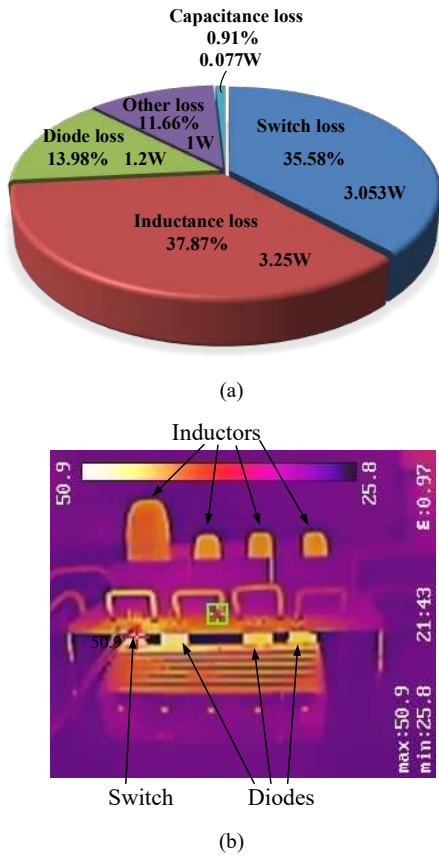 Capacitance loss
0.91%
0.077W
Other loss
11.66%
1W
Switch loss
35.58%
3.053W
Diode loss
13.98% 1.2W
Inductance loss
37.87%
3.25W
(a)
Inductors
50.9
25.8
ε:0.97
21:43
max:50.9
min:25.8
50.9
Switch
Diodes
(b)